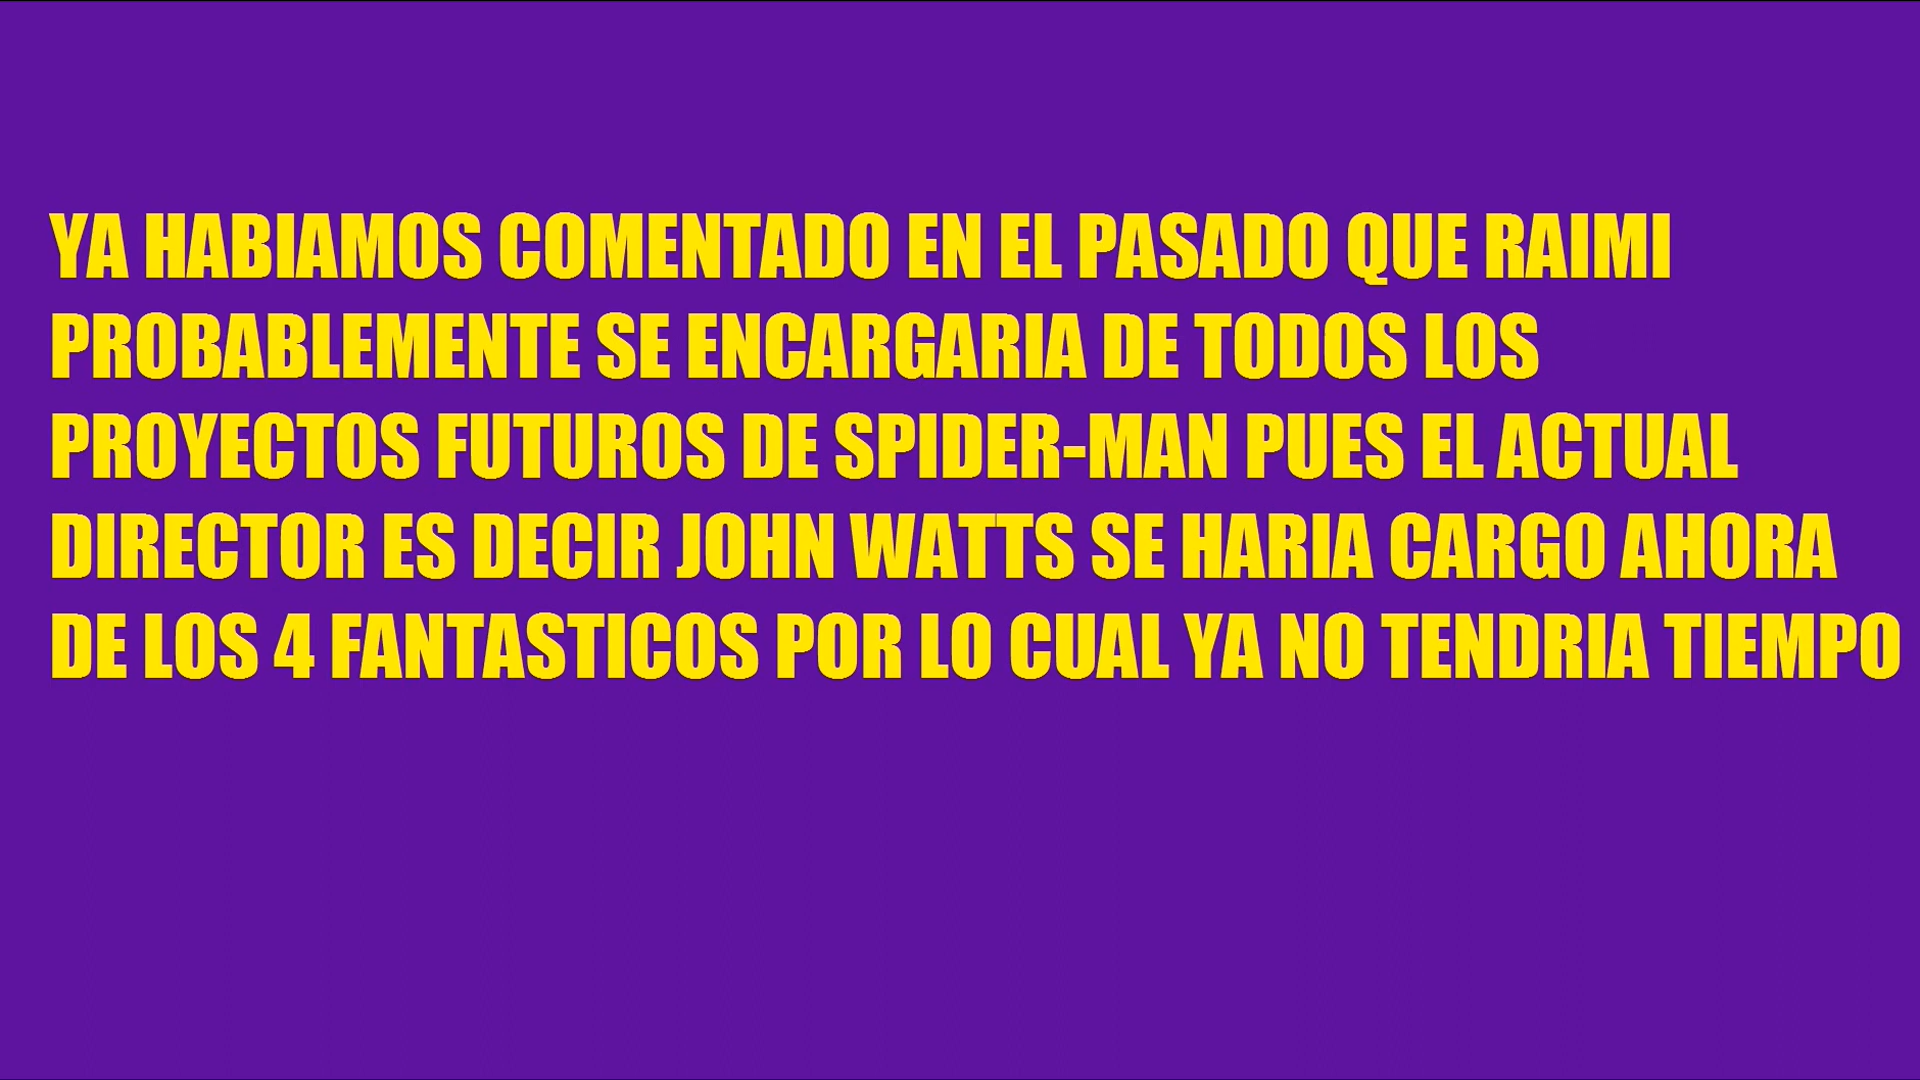 YA HABIAMOS COMENTADO EN EL PASADO QUE RAIMI
PROBABLEMENTE SE ENCARGARIA DE TODOS LOS
PROYECTOS FUTUROS DE SPIDER-MAN PUES EL ACTUAL
DIRECTOR ES DECIR JOHN WATTS SE HARIA CARGO AHORA
DE LOS 4 FANTASTICOS POR LO CUAL YA NO TENDRIA TIEMPO